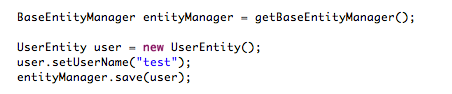 BaseEntityManager entityManager = getBaseEntityManager();
UserEntity user = new UserEntity();
user.setUserName("test");
entityManager.save(user);